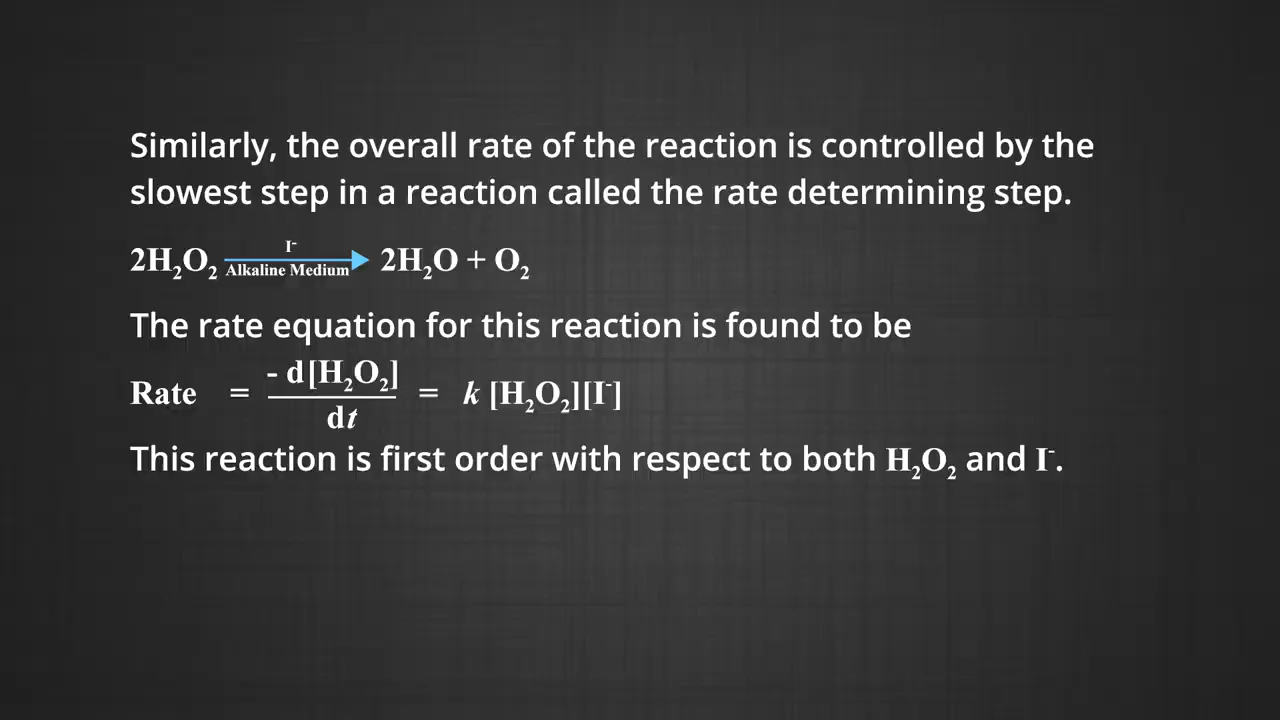 Similarly, the overall rate of the reaction is controlled by the
slowest step in a reaction called the rate determining step.
2H₂O₂ —I⁻ / Alkaline Medium→ 2H₂O + O₂
The rate equation for this reaction is found to be
Rate = - d[H₂O₂] / dt = k [H₂O₂][I⁻]
This reaction is first order with respect to both H₂O₂ and I⁻.